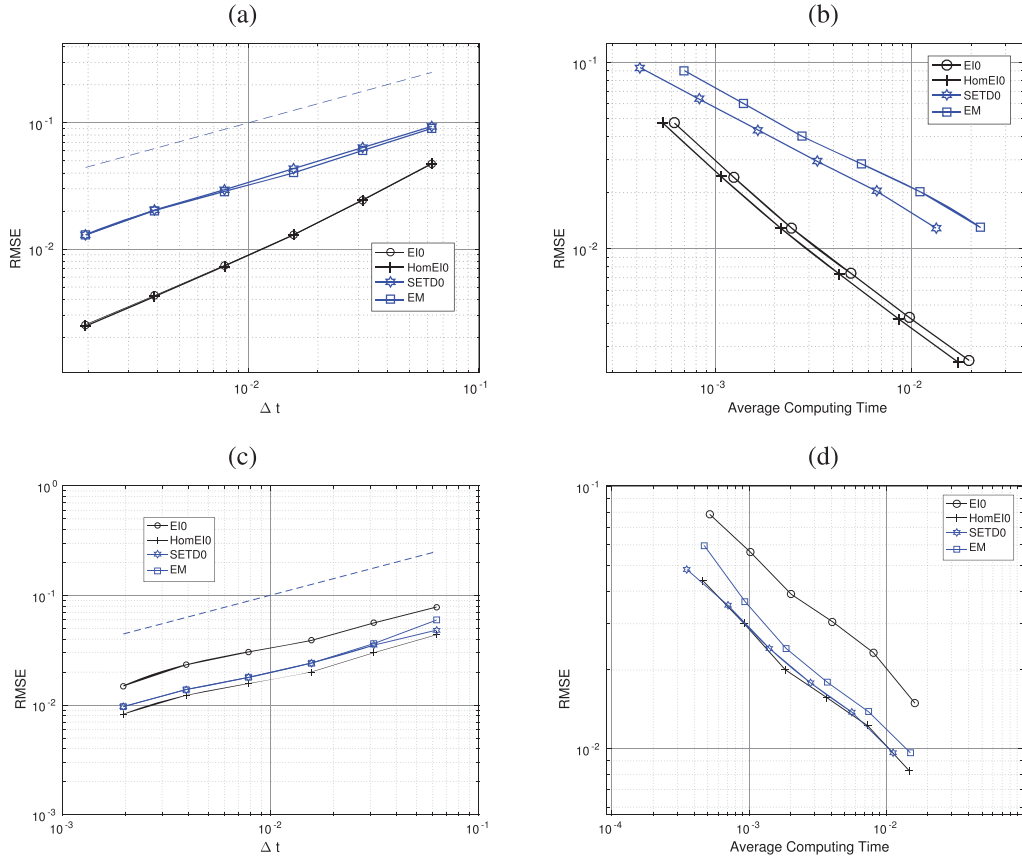 (a)
10^-1
10^-2
RMSE
EI0
HomEI0
SETD0
EM
10^-2
10^-1
Δ t
(b)
10^-1
10^-2
RMSE
EI0
HomEI0
SETD0
EM
10^-3
10^-2
Average Computing Time
(c)
10^0
10^-1
10^-2
10^-3
RMSE
EI0
HomEI0
SETD0
EM
10^-3
10^-2
10^-1
Δ t
(d)
10^-1
10^-2
RMSE
EI0
HomEI0
SETD0
EM
10^-4
10^-3
10^-2
Average Computing Time